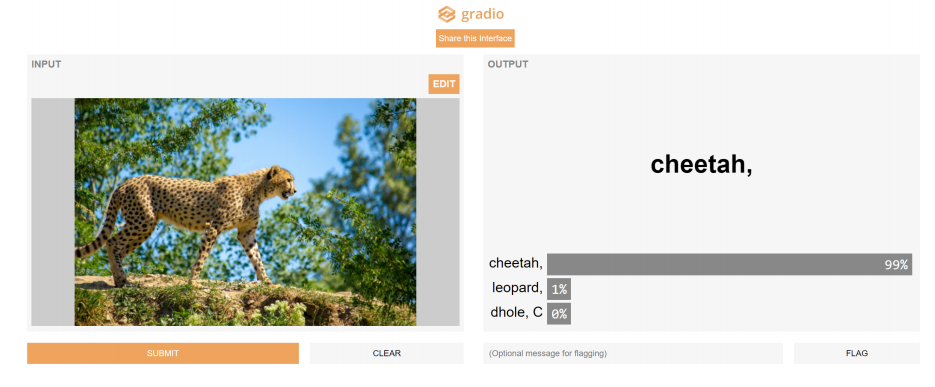 gradio
Share this Interface
INPUT
EDIT
OUTPUT
cheetah,
cheetah, 99%
leopard, 1%
dhole, C 0%
SUBMIT
CLEAR
(Optional message for flagging)
FLAG